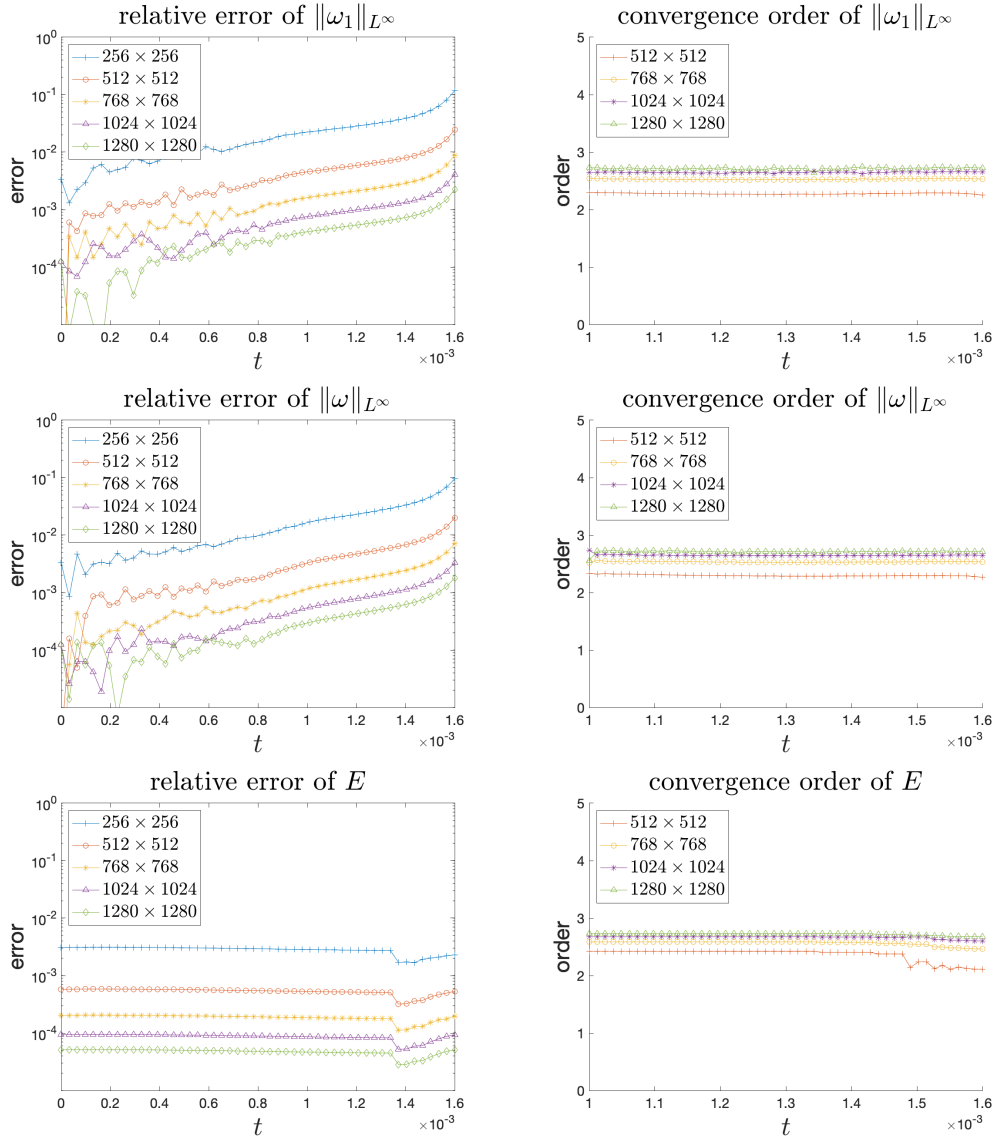 relative error of ‖ω₁‖_{L^∞}
error
10⁰
10⁻¹
10⁻²
10⁻³
10⁻⁴
256 × 256
512 × 512
768 × 768
1024 × 1024
1280 × 1280
0 0.2 0.4 0.6 0.8 1 1.2 1.4 1.6
×10⁻³
t
convergence order of ‖ω₁‖_{L^∞}
order
5
4
3
2
1
0
512 × 512
768 × 768
1024 × 1024
1280 × 1280
1 1.1 1.2 1.3 1.4 1.5 1.6
×10⁻³
t
relative error of ‖ω‖_{L^∞}
error
10⁰
10⁻¹
10⁻²
10⁻³
10⁻⁴
256 × 256
512 × 512
768 × 768
1024 × 1024
1280 × 1280
0 0.2 0.4 0.6 0.8 1 1.2 1.4 1.6
×10⁻³
t
convergence order of ‖ω‖_{L^∞}
order
5
4
3
2
1
0
512 × 512
768 × 768
1024 × 1024
1280 × 1280
1 1.1 1.2 1.3 1.4 1.5 1.6
×10⁻³
t
relative error of E
error
10⁰
10⁻¹
10⁻²
10⁻³
10⁻⁴
256 × 256
512 × 512
768 × 768
1024 × 1024
1280 × 1280
0 0.2 0.4 0.6 0.8 1 1.2 1.4 1.6
×10⁻³
t
convergence order of E
order
5
4
3
2
1
0
512 × 512
768 × 768
1024 × 1024
1280 × 1280
1 1.1 1.2 1.3 1.4 1.5 1.6
×10⁻³
t